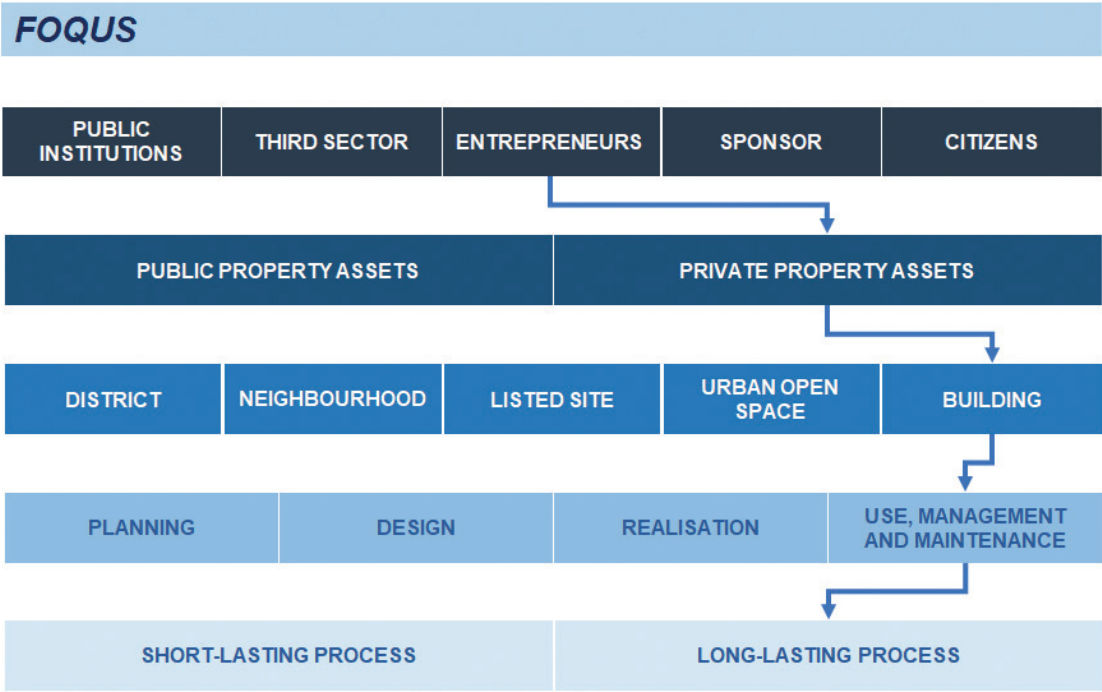 FOQUS
PUBLIC
INSTITUTIONS
THIRD SECTOR
ENTREPRENEURS
SPONSOR
CITIZENS
PUBLIC PROPERTY ASSETS
PRIVATE PROPERTY ASSETS
DISTRICT
NEIGHBOURHOOD
LISTED SITE
URBAN OPEN
SPACE
BUILDING
PLANNING
DESIGN
REALISATION
USE, MANAGEMENT
AND MAINTENANCE
SHORT-LASTING PROCESS
LONG-LASTING PROCESS